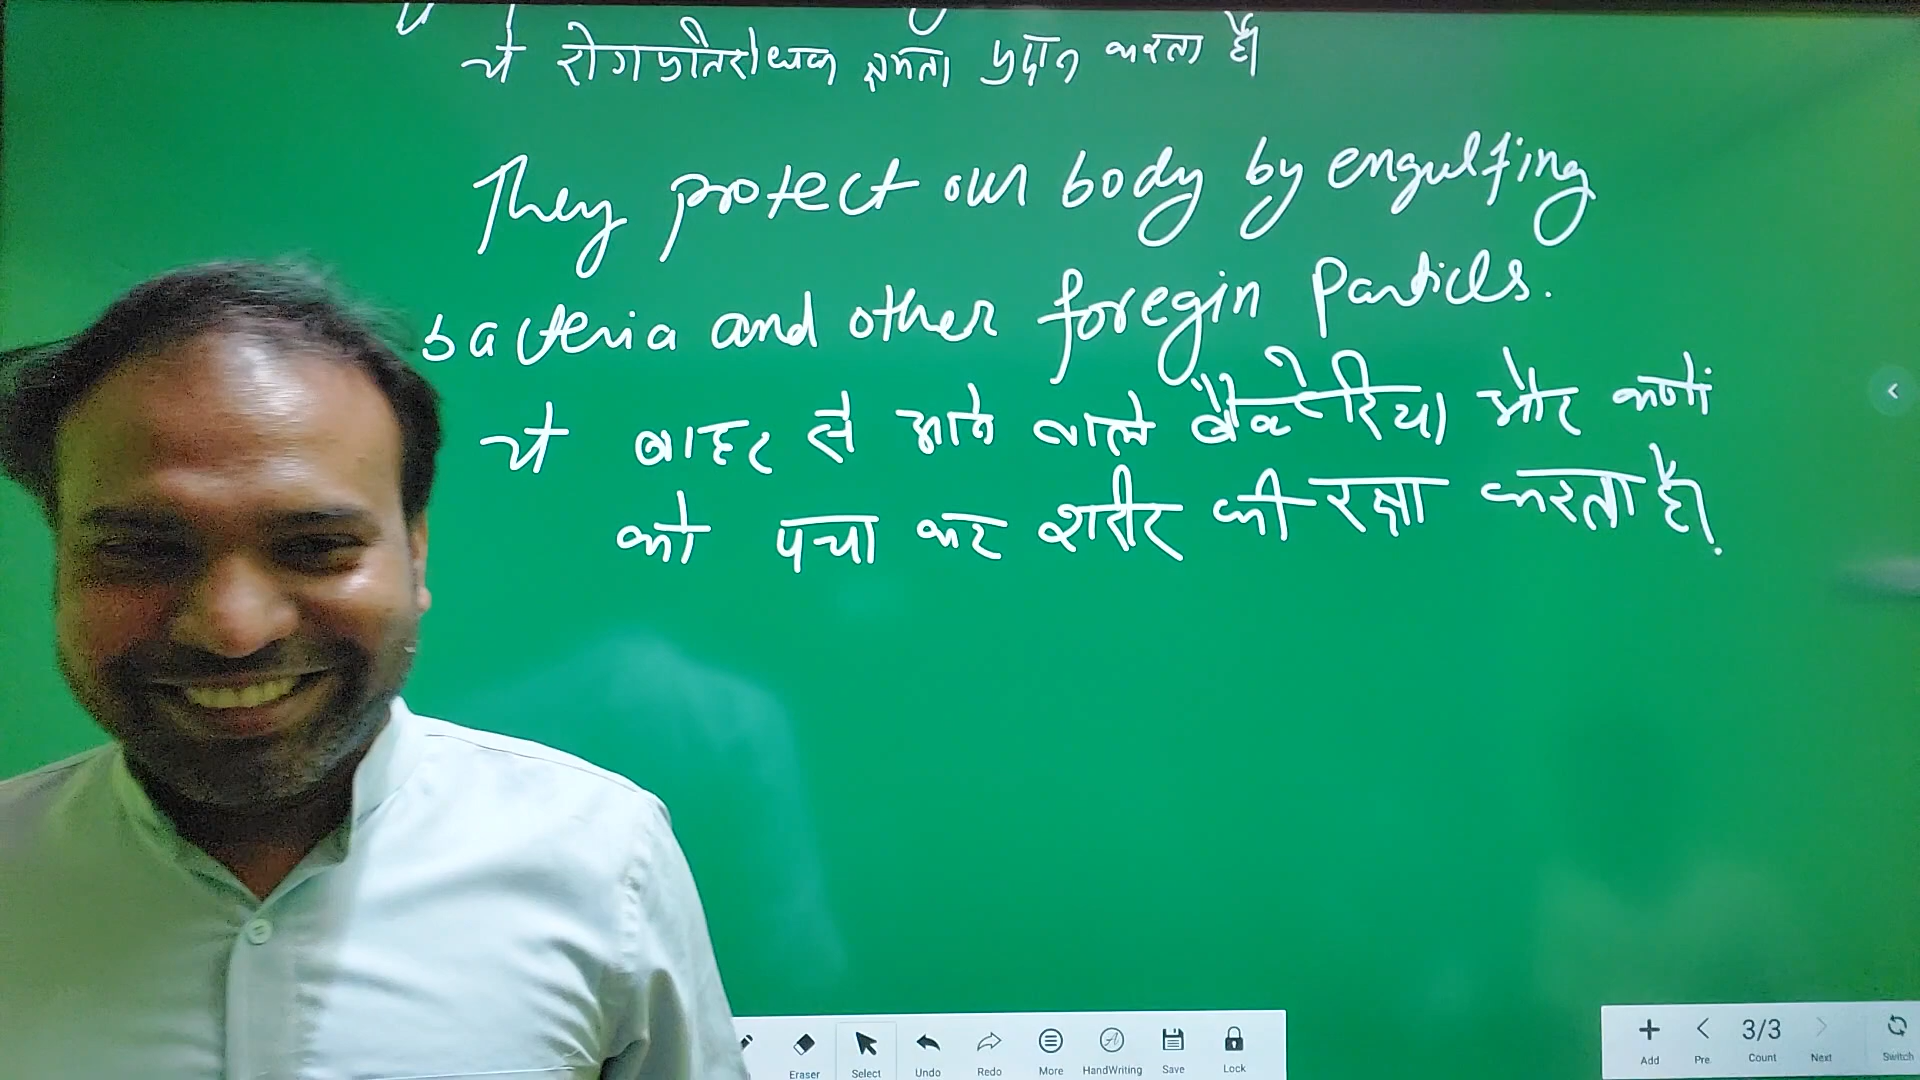 ये रोगप्रतिरोधक क्षमता प्रदान करता है।
They protect our body by engulfing
bacteria and other foregin Particls.
ये बाहर से आने वाले बैक्टेरिया और कणों
को पचा कर शरीर की रक्षा करता है।
Eraser Select Undo Redo More HandWriting Save Lock
3/3
Add Pre Count Next Switch